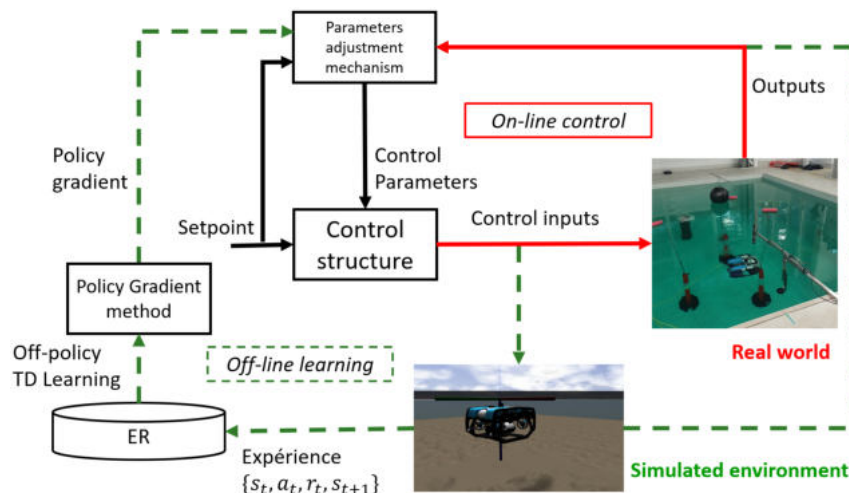 Parameters
adjustment
mechanism
Outputs
On-line control
Policy
gradient
Control
Parameters
Setpoint
Control
structure
Control inputs
Policy Gradient
method
Off-policy
TD Learning
Off-line learning
Real world
ER
Expérience
{s_t, a_t, r_t, s_{t+1}}
Simulated environment